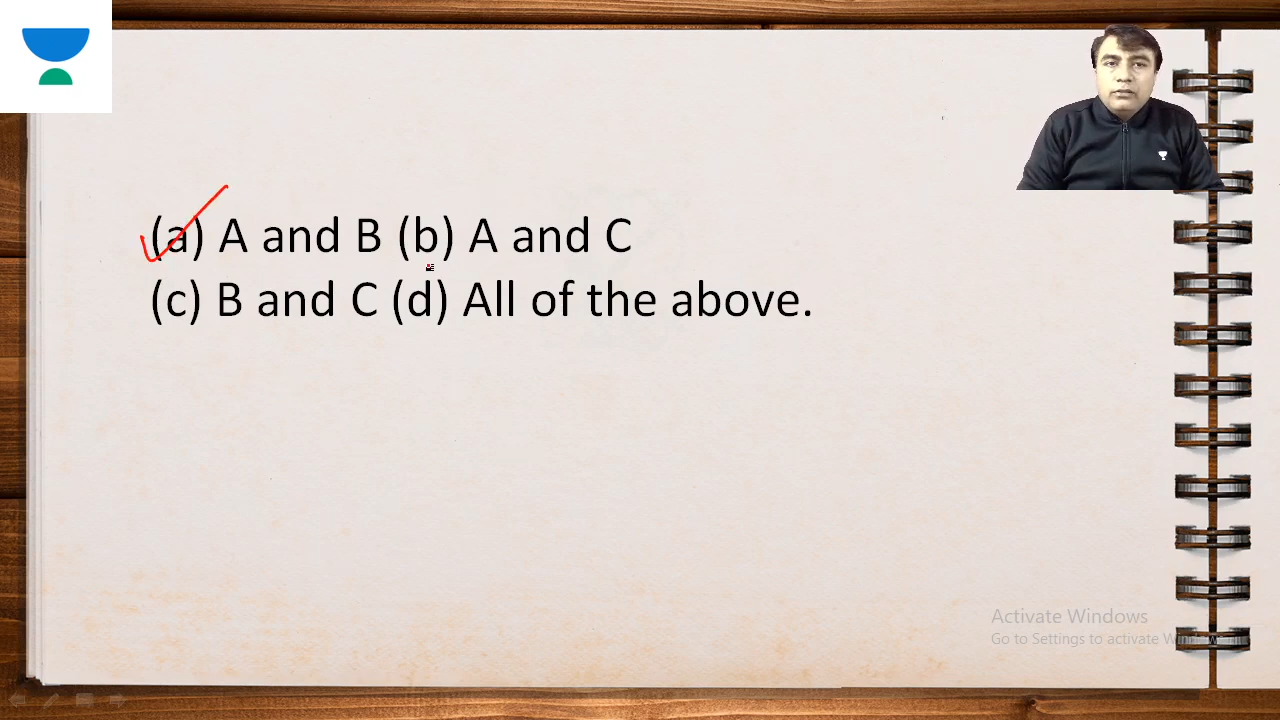 (a) A and B (b) A and C
(c) B and C (d) All of the above.
Activate Windows
Go to Settings to activate Windows.